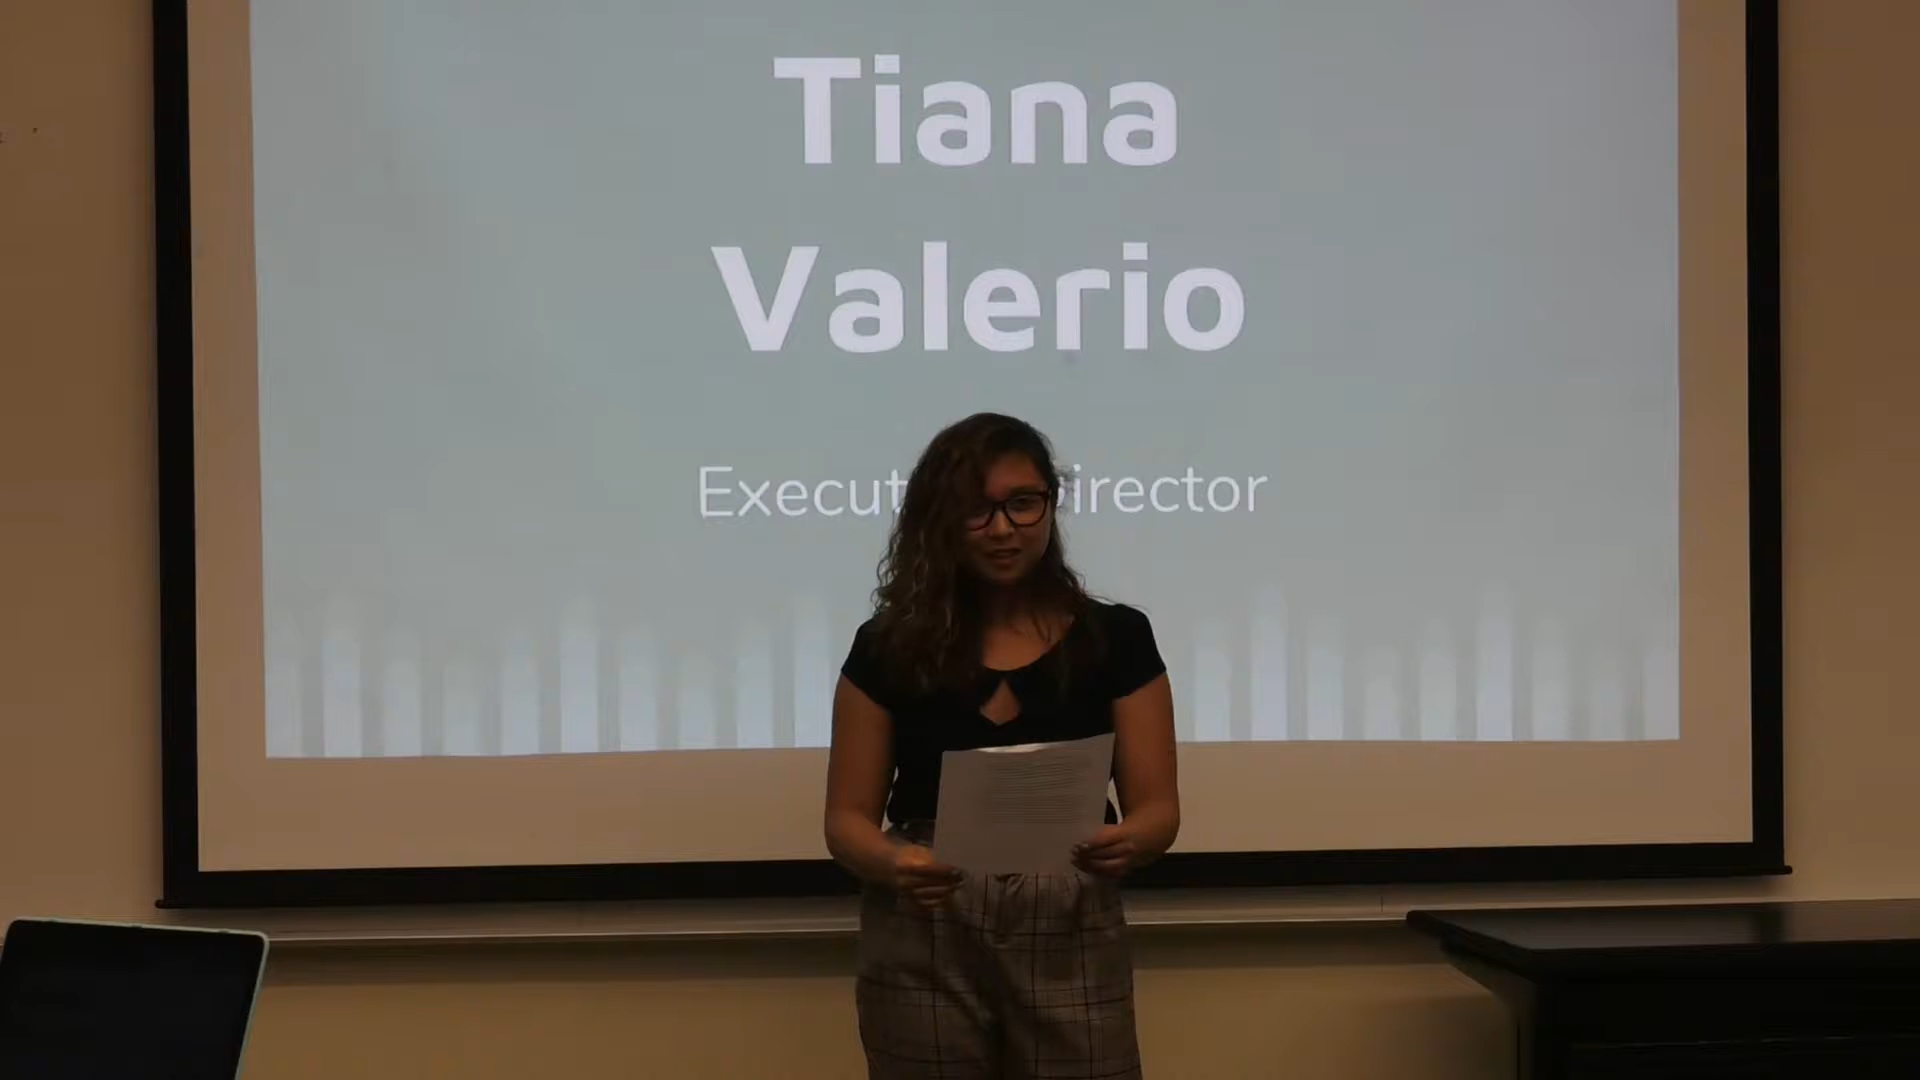 Tiana
Valerio
Execut irector